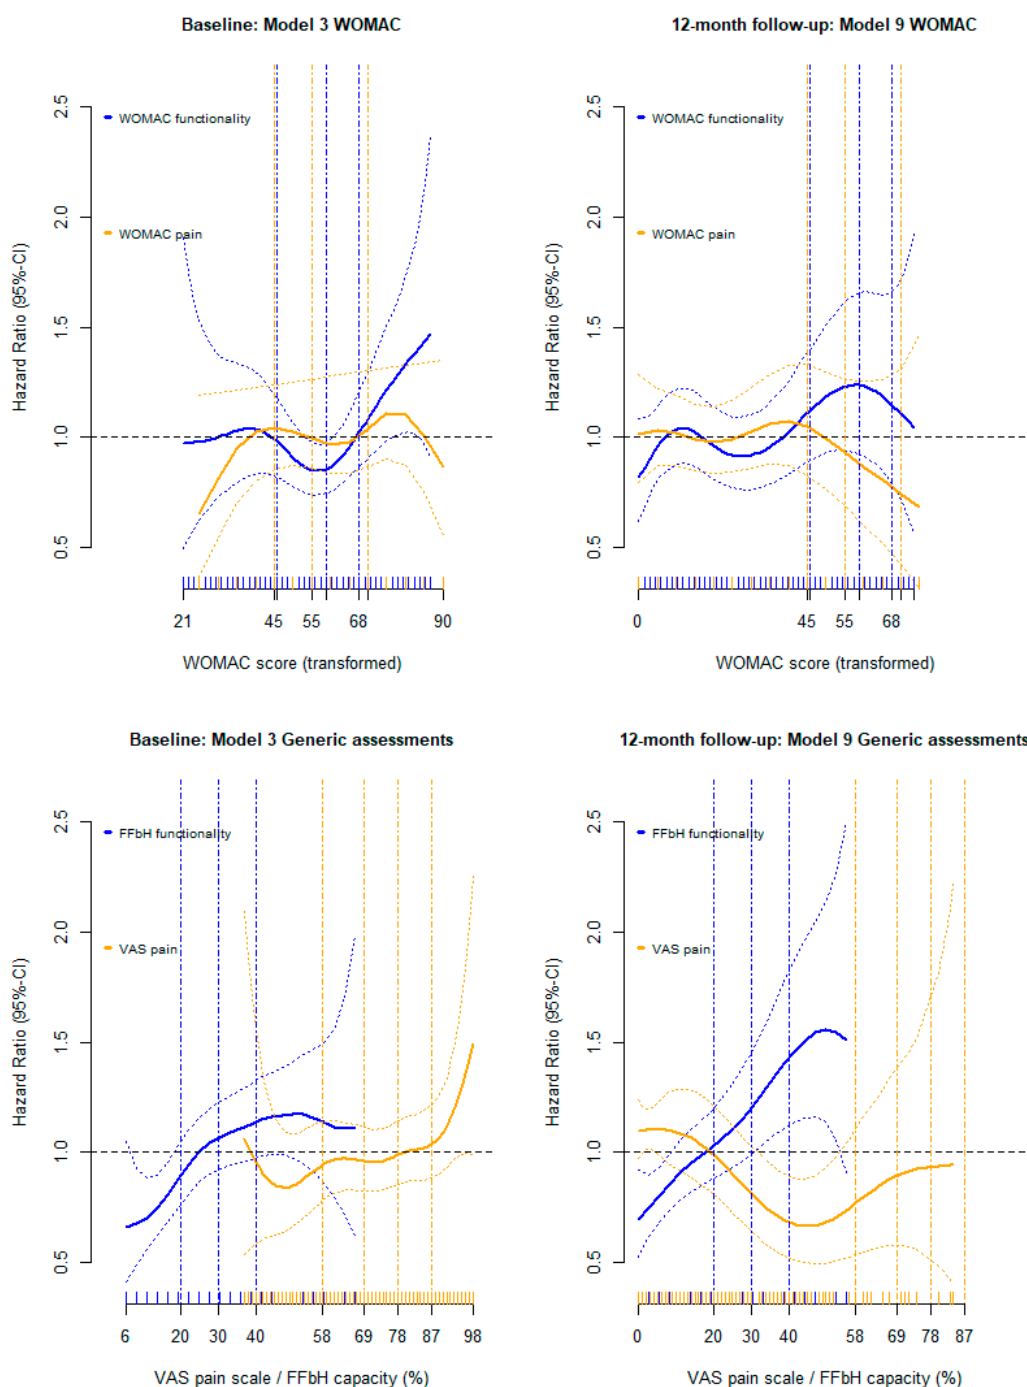 Baseline: Model 3 WOMAC
Hazard Ratio (95%-CI)
2.5
2.0
1.5
1.0
0.5
WOMAC functionality
WOMAC pain
21 45 55 68 90
WOMAC score (transformed)
12-month follow-up: Model 9 WOMAC
Hazard Ratio (95%-CI)
2.5
2.0
1.5
1.0
0.5
WOMAC functionality
WOMAC pain
0 45 55 68
WOMAC score (transformed)
Baseline: Model 3 Generic assessments
Hazard Ratio (95%-CI)
2.5
2.0
1.5
1.0
0.5
FFbH functionality
VAS pain
6 20 30 40 58 69 78 87 98
VAS pain scale / FFbH capacity (%)
12-month follow-up: Model 9 Generic assessments
Hazard Ratio (95%-CI)
2.5
2.0
1.5
1.0
0.5
FFbH functionality
VAS pain
0 20 30 40 58 69 78 87
VAS pain scale / FFbH capacity (%)